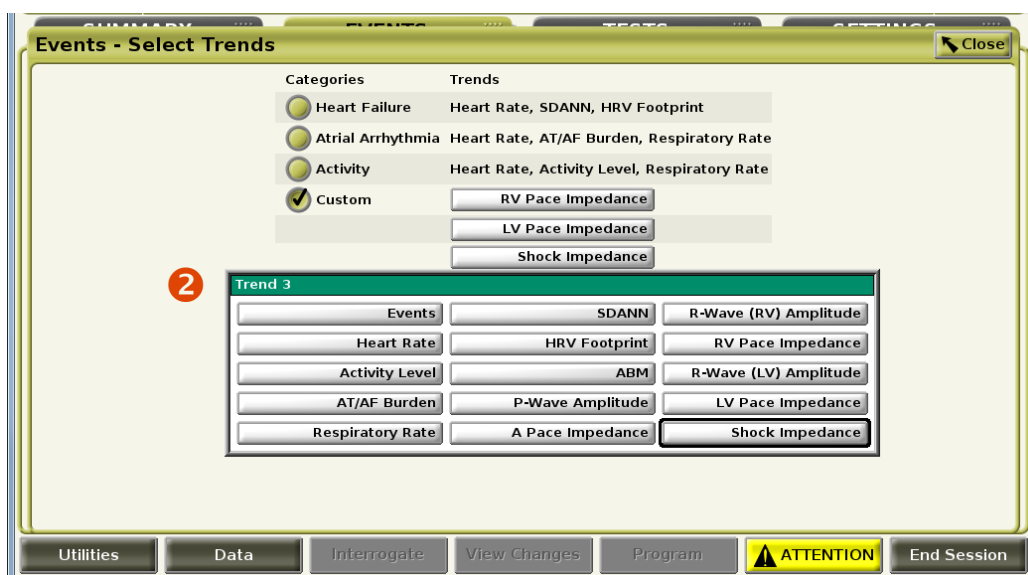 SUMMARY EVENTS TESTS SETTINGS
Events - Select Trends Close
Categories Trends
Heart Failure Heart Rate, SDANN, HRV Footprint
Atrial Arrhythmia Heart Rate, AT/AF Burden, Respiratory Rate
Activity Heart Rate, Activity Level, Respiratory Rate
Custom RV Pace Impedance
LV Pace Impedance
Shock Impedance
2 Trend 3
Events SDANN R-Wave (RV) Amplitude
Heart Rate HRV Footprint RV Pace Impedance
Activity Level ABM R-Wave (LV) Amplitude
AT/AF Burden P-Wave Amplitude LV Pace Impedance
Respiratory Rate A Pace Impedance Shock Impedance
Utilities Data Interrogate View Changes Program ATTENTION End Session